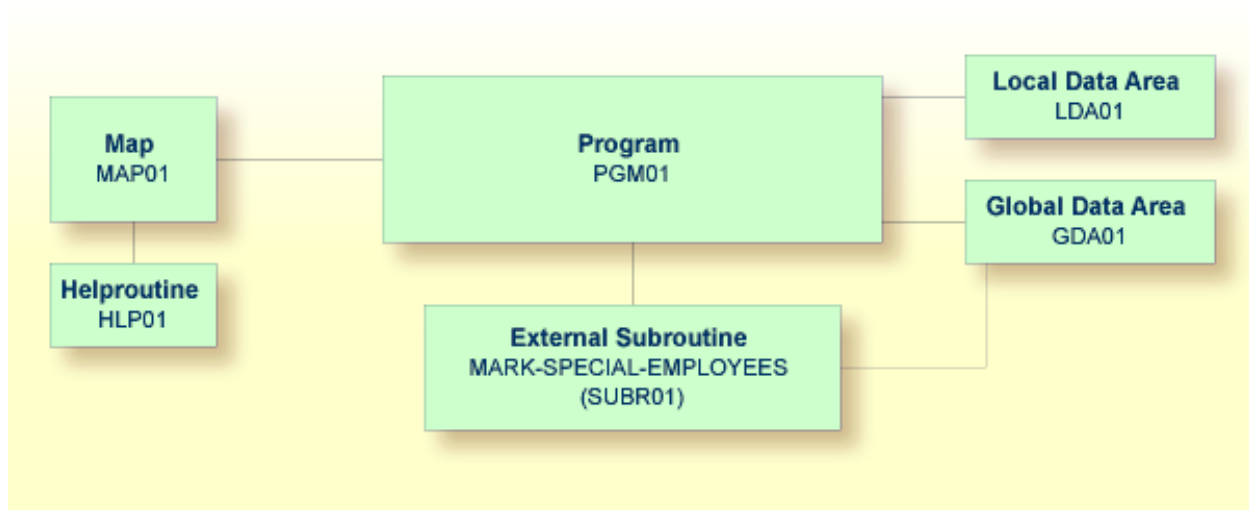 Map
MAP01
Helproutine
HLP01
Program
PGM01
External Subroutine
MARK-SPECIAL-EMPLOYEES
(SUBR01)
Local Data Area
LDA01
Global Data Area
GDA01